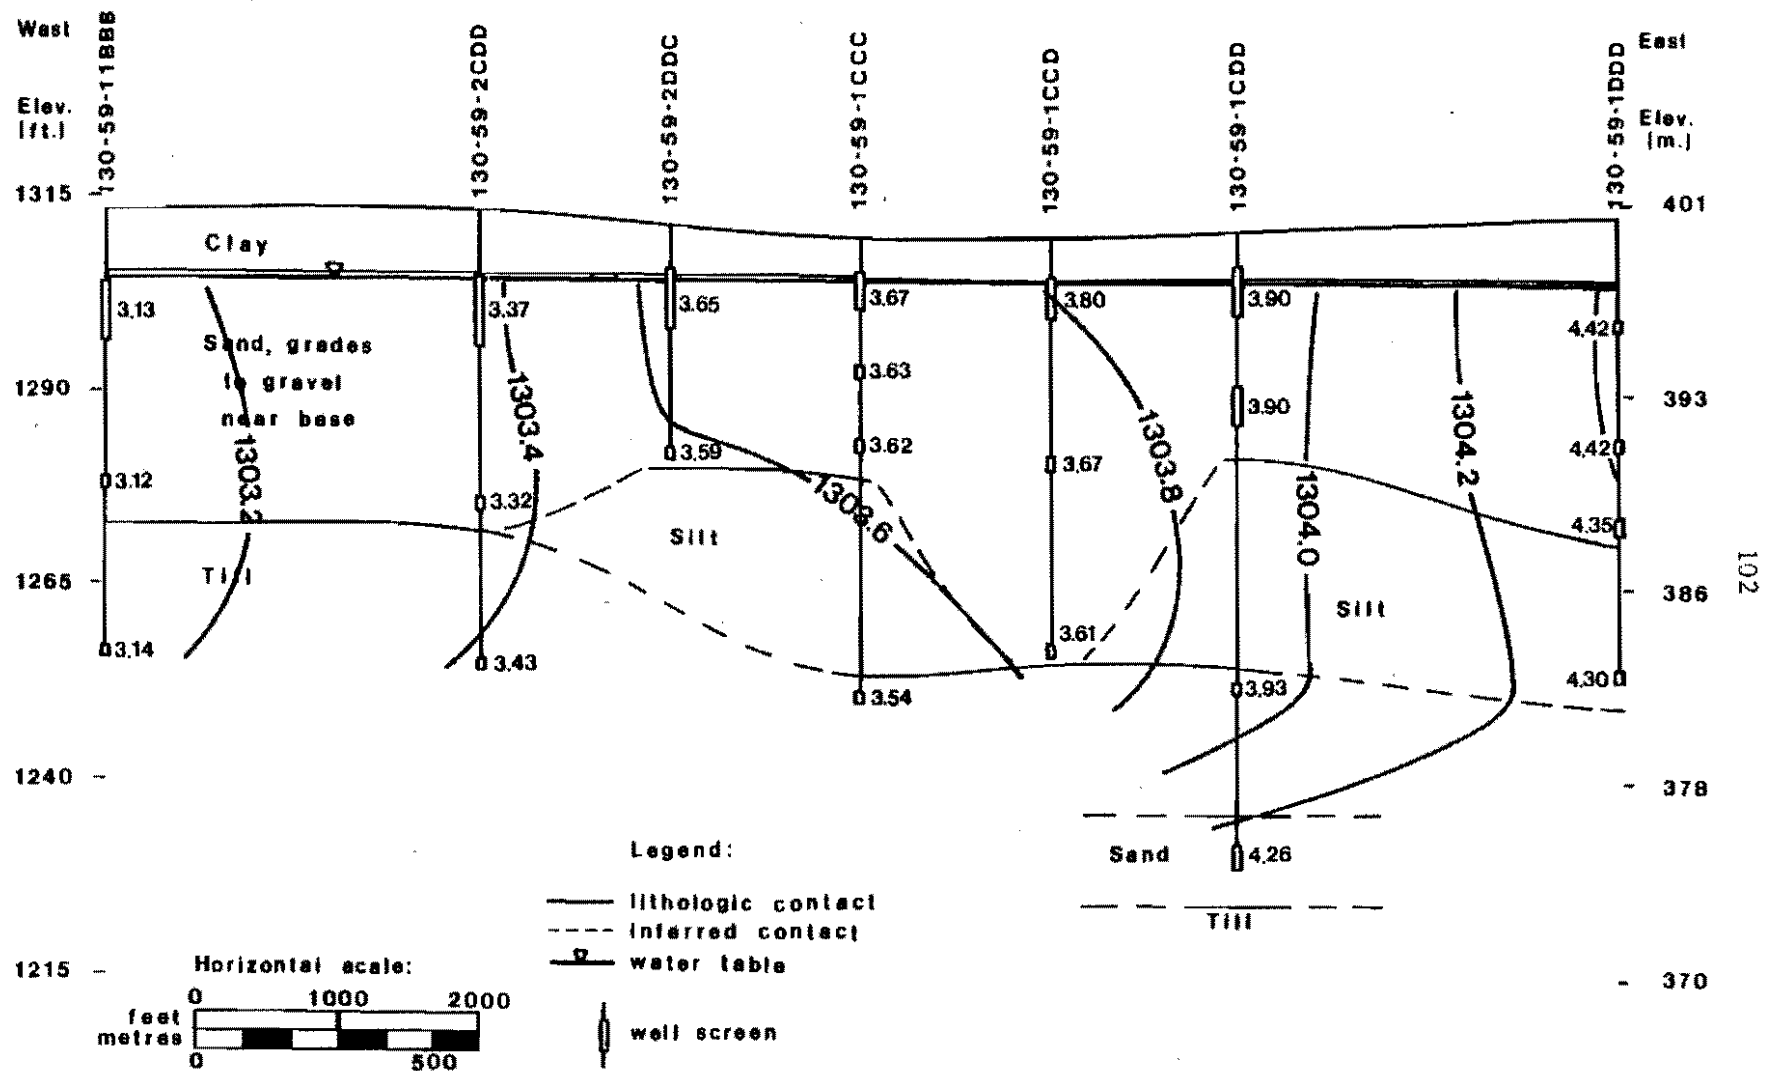 West
East
Elev.
(ft.)
Elev.
(m.)
130-59-11BBB
130-59-2CDD
130-59-2DDC
130-59-1CCC
130-59-1CCD
130-59-1CDD
130-59-1DDD
1315
401
Clay
3.13
3.37
3.65
3.67
3.80
3.90
4.42
Sand, grades
to gravel
near base
1290
393
3.63
3.90
1303.2
1303.4
1303.6
1303.8
1304.0
1304.2
3.12
3.32
3.59
3.62
3.67
4.42
4.35
Silt
Till
1265
386
Silt
102
3.14
3.43
3.54
3.61
3.93
4.30
1240
378
Sand
4.26
Till
1215
370
Legend:
lithologic contact
inferred contact
water table
well screen
Horizontal scale:
0 1000 2000
feet
metres
0 500